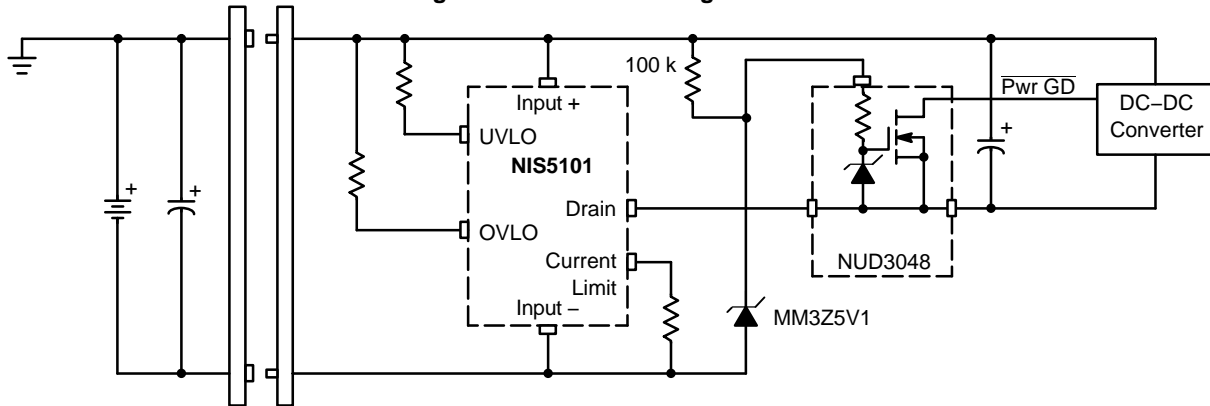 +
+
Input +
UVLO
NIS5101
Drain
OVLO
Current
Limit
Input –
100 k
MM3Z5V1
NUD3048
Pwr GD
+
DC–DC
Converter